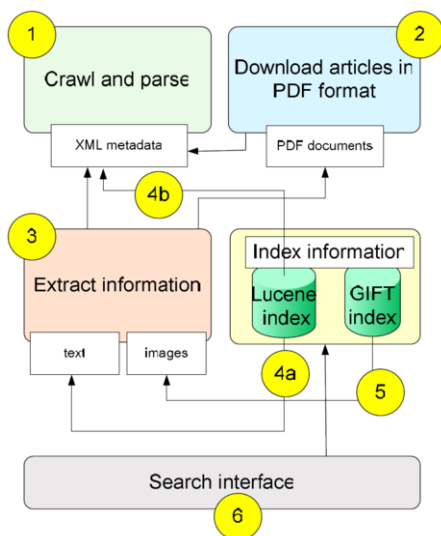 1
2
Crawl and parse
Download articles in
PDF format
XML metadata
PDF documents
4b
3
Index information
Extract information
Lucene
index
GIFT
index
text
images
4a
5
Search interface
6